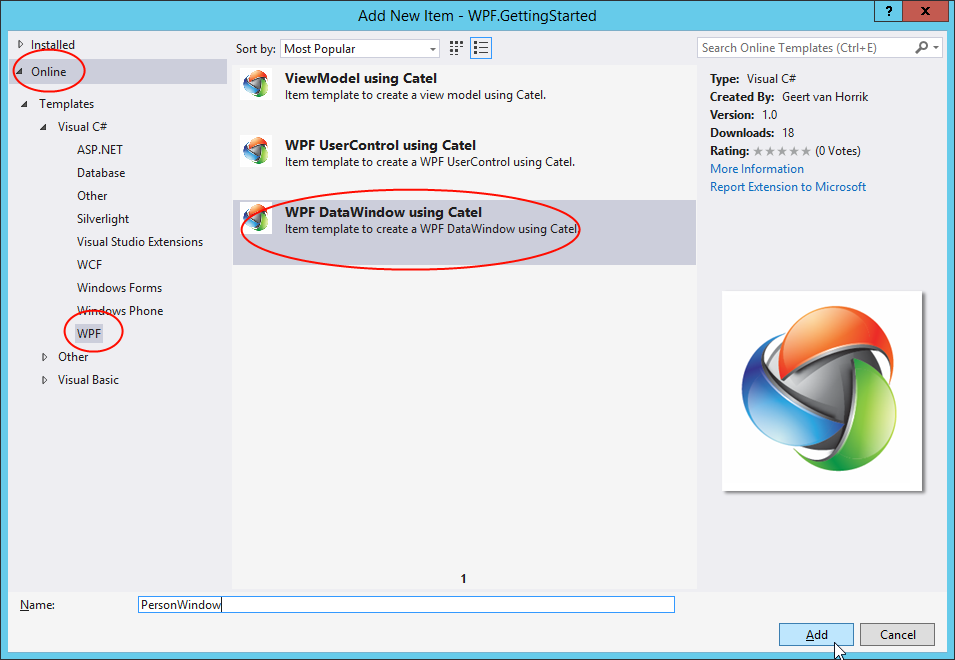 Add New Item - WPF.GettingStarted
?
x
Installed
Online
Templates
Visual C#
ASP.NET
Database
Other
Silverlight
Visual Studio Extensions
WCF
Windows Forms
Windows Phone
WPF
Other
Visual Basic
Sort by: Most Popular
ViewModel using Catel
Item template to create a view model using Catel.
WPF UserControl using Catel
Item template to create a WPF UserControl using Catel.
WPF DataWindow using Catel
Item template to create a WPF DataWindow using Catel
1
Search Online Templates (Ctrl+E)
Type: Visual C#
Created By: Geert van Horrik
Version: 1.0
Downloads: 18
Rating: ★★★★★ (0 Votes)
More Information
Report Extension to Microsoft
Name: PersonWindow
Add
Cancel